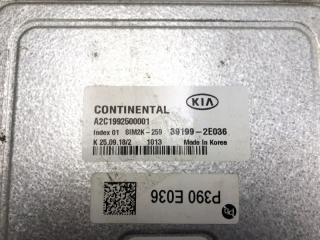 CONTINENTAL KIA
A2C1992500001
Index 01 SIM2K-259 39199-2E036
K 25.09.18/2 1013 Made in Korea
P390 E036